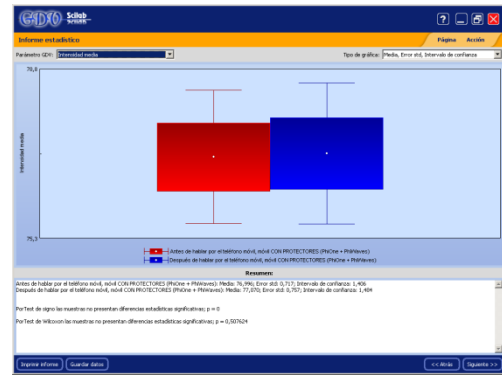 GDV Scilab
Informe estadístico
Página Acción
Parámetro GDV: Intensidad media
Tipo de gráfica: Media, Error std, Intervalo de confianza
78,8
Intensidad media
75,3
Antes de hablar por el teléfono móvil, móvil CON PROTECTORES (PhiOne + PhiWaves)
Después de hablar por el teléfono móvil, móvil CON PROTECTORES (PhiOne + PhiWaves)
Resumen:
Antes de hablar por el teléfono móvil, móvil CON PROTECTORES (PhiOne + PhiWaves): Media: 76,996; Error std: 0,717; Intervalo de confianza: 1,406
Después de hablar por el teléfono móvil, móvil CON PROTECTORES (PhiOne + PhiWaves): Media: 77,070; Error std: 0,757; Intervalo de confianza: 1,484
PorTest de signo las muestras no presentan diferencias estadísticas significativas; p = 0
PorTest de Wilcoxon las muestras no presentan diferencias estadísticas significativas; p = 0,507624
Imprimir informe Guardar datos << Atrás Siguiente >>